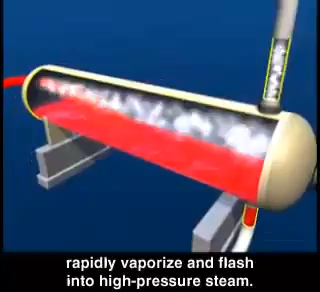 rapidly vaporize and flash
into high-pressure steam.